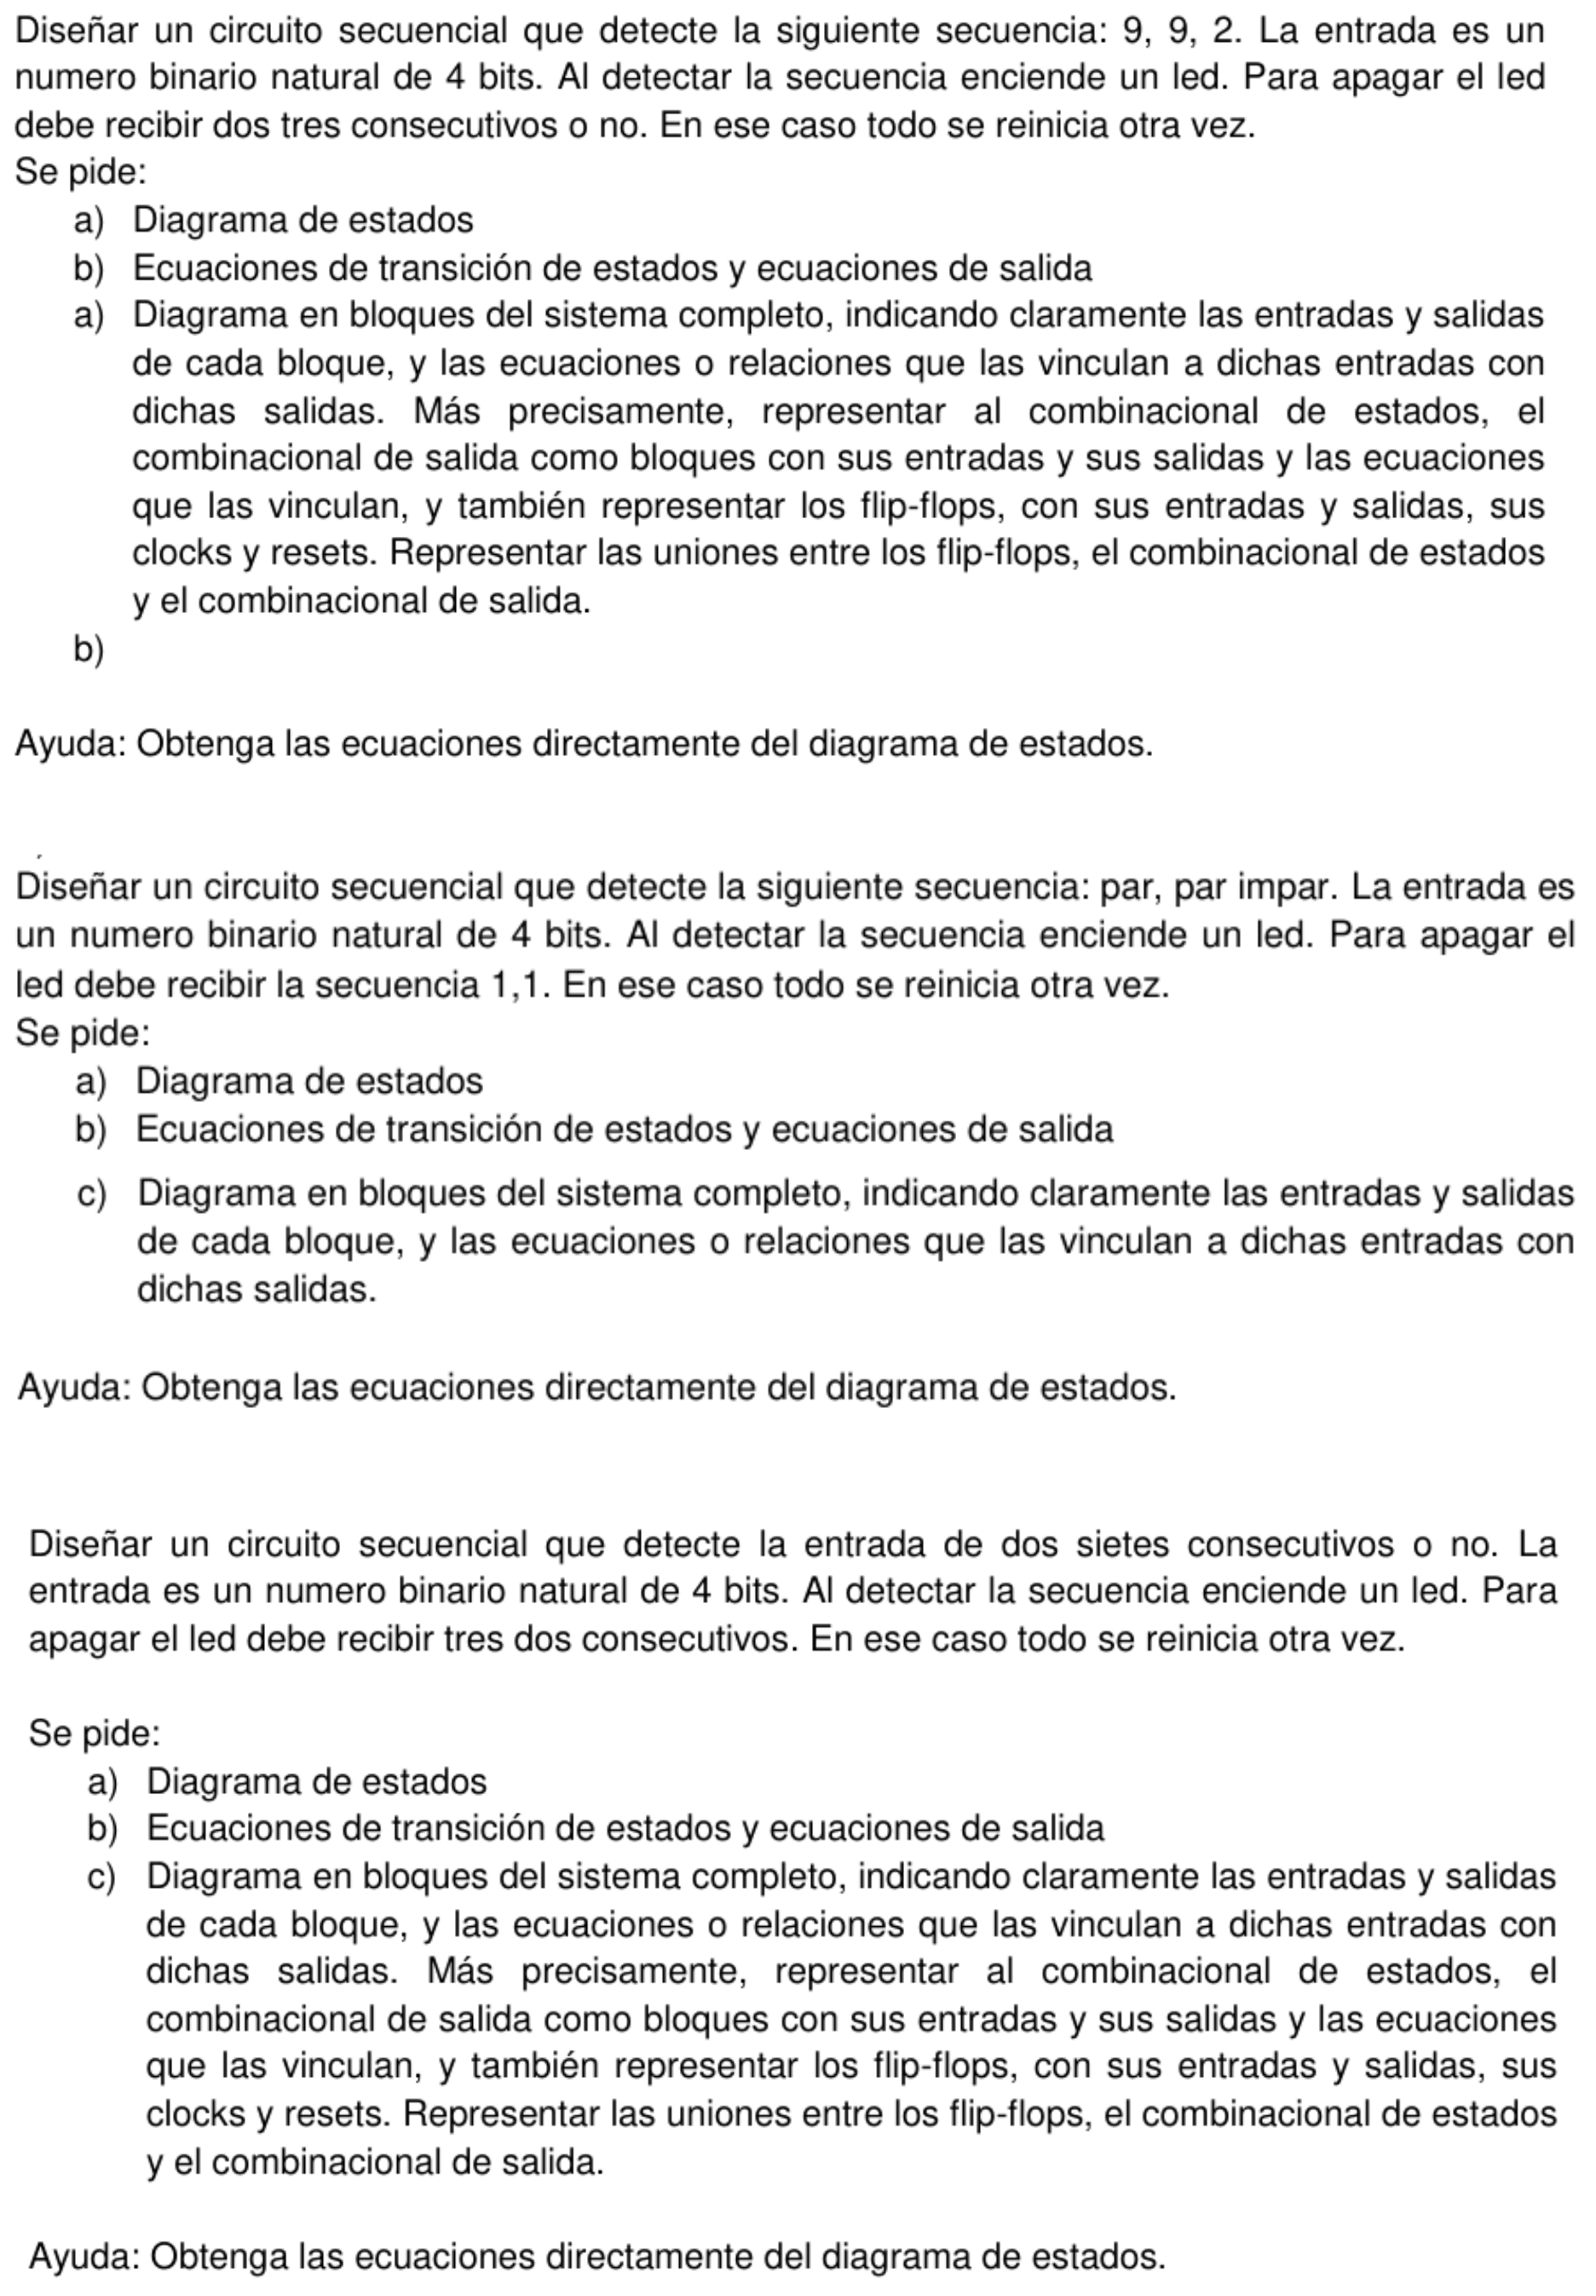 Diseñar un circuito secuencial que detecte la siguiente secuencia: 9, 9, 2. La entrada es un
numero binario natural de 4 bits. Al detectar la secuencia enciende un led. Para apagar el led
debe recibir dos tres consecutivos o no. En ese caso todo se reinicia otra vez.
Se pide:
a) Diagrama de estados
b) Ecuaciones de transición de estados y ecuaciones de salida
a) Diagrama en bloques del sistema completo, indicando claramente las entradas y salidas
de cada bloque, y las ecuaciones o relaciones que las vinculan a dichas entradas con
dichas salidas. Más precisamente, representar al combinacional de estados, el
combinacional de salida como bloques con sus entradas y sus salidas y las ecuaciones
que las vinculan, y también representar los flip-flops, con sus entradas y salidas, sus
clocks y resets. Representar las uniones entre los flip-flops, el combinacional de estados
y el combinacional de salida.
b)
Ayuda: Obtenga las ecuaciones directamente del diagrama de estados.
Diseñar un circuito secuencial que detecte la siguiente secuencia: par, par impar. La entrada es
un numero binario natural de 4 bits. Al detectar la secuencia enciende un led. Para apagar el
led debe recibir la secuencia 1,1. En ese caso todo se reinicia otra vez.
Se pide:
a) Diagrama de estados
b) Ecuaciones de transición de estados y ecuaciones de salida
c) Diagrama en bloques del sistema completo, indicando claramente las entradas y salidas
de cada bloque, y las ecuaciones o relaciones que las vinculan a dichas entradas con
dichas salidas.
Ayuda: Obtenga las ecuaciones directamente del diagrama de estados.
Diseñar un circuito secuencial que detecte la entrada de dos sietes consecutivos o no. La
entrada es un numero binario natural de 4 bits. Al detectar la secuencia enciende un led. Para
apagar el led debe recibir tres dos consecutivos. En ese caso todo se reinicia otra vez.
Se pide:
a) Diagrama de estados
b) Ecuaciones de transición de estados y ecuaciones de salida
c) Diagrama en bloques del sistema completo, indicando claramente las entradas y salidas
de cada bloque, y las ecuaciones o relaciones que las vinculan a dichas entradas con
dichas salidas. Más precisamente, representar al combinacional de estados, el
combinacional de salida como bloques con sus entradas y sus salidas y las ecuaciones
que las vinculan, y también representar los flip-flops, con sus entradas y salidas, sus
clocks y resets. Representar las uniones entre los flip-flops, el combinacional de estados
y el combinacional de salida.
Ayuda: Obtenga las ecuaciones directamente del diagrama de estados.